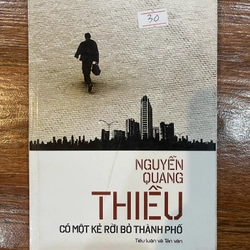 30
NGUYỄN
QUANG
THIỀU
CÓ MỘT KẺ RỜI BỎ THÀNH PHỐ
Tiểu luận và Tản văn